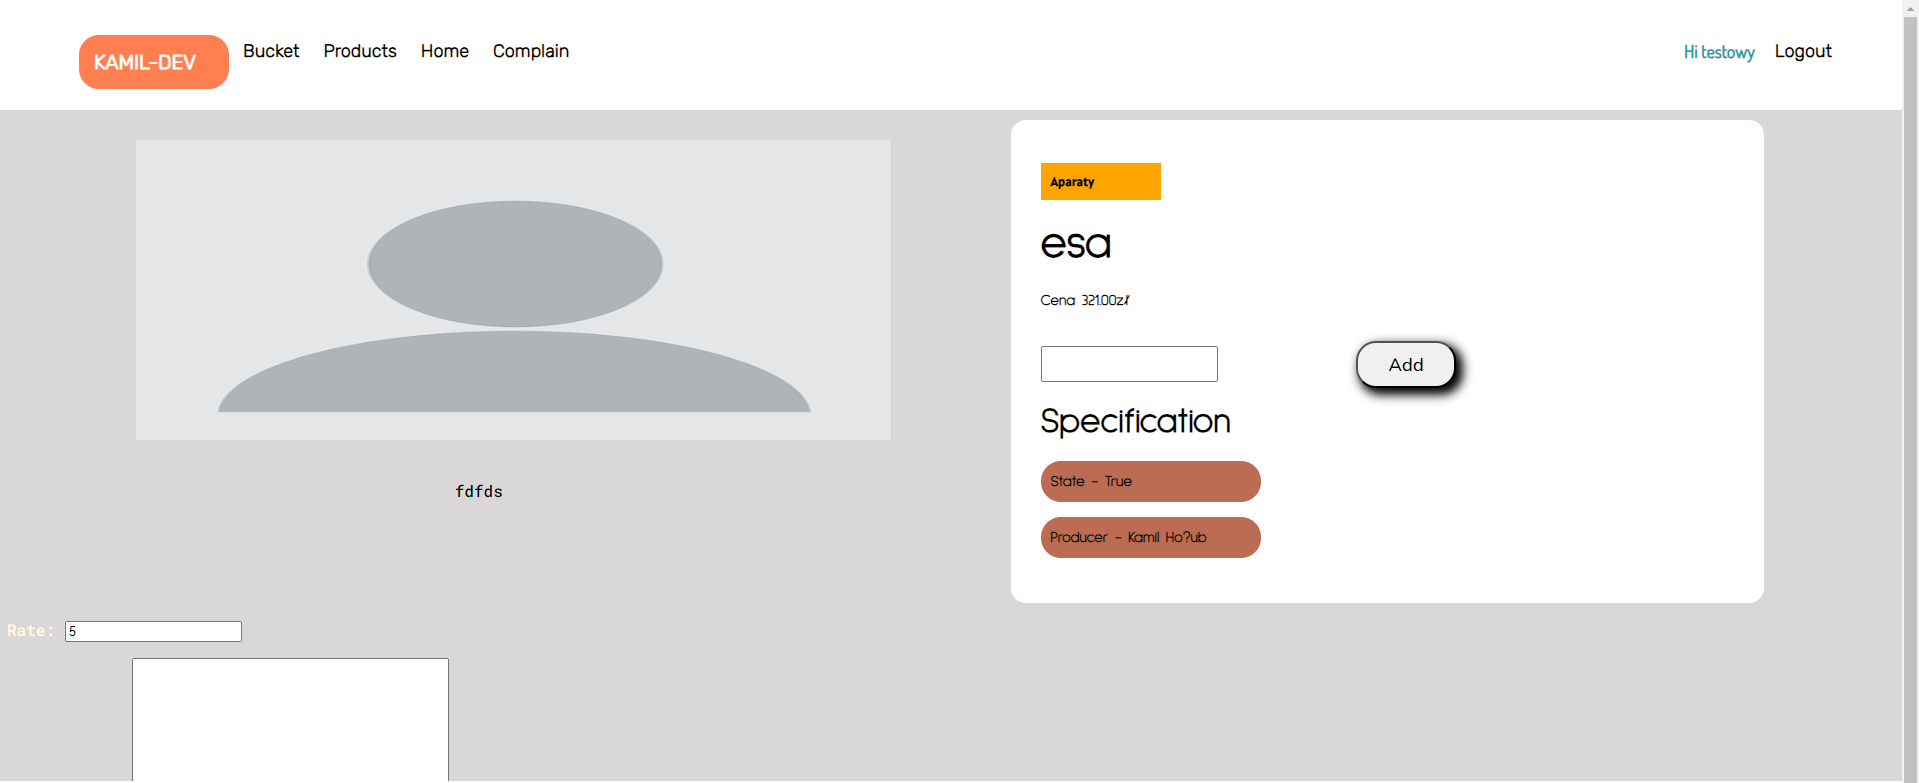 KAMIL-DEV Bucket Products Home Complain Hi testowy Logout
Aparaty
esa
Cena 321.00zł
Add
Specification
State - True
Producer - Kamil Ho?ub
fdfds
Rate: 5